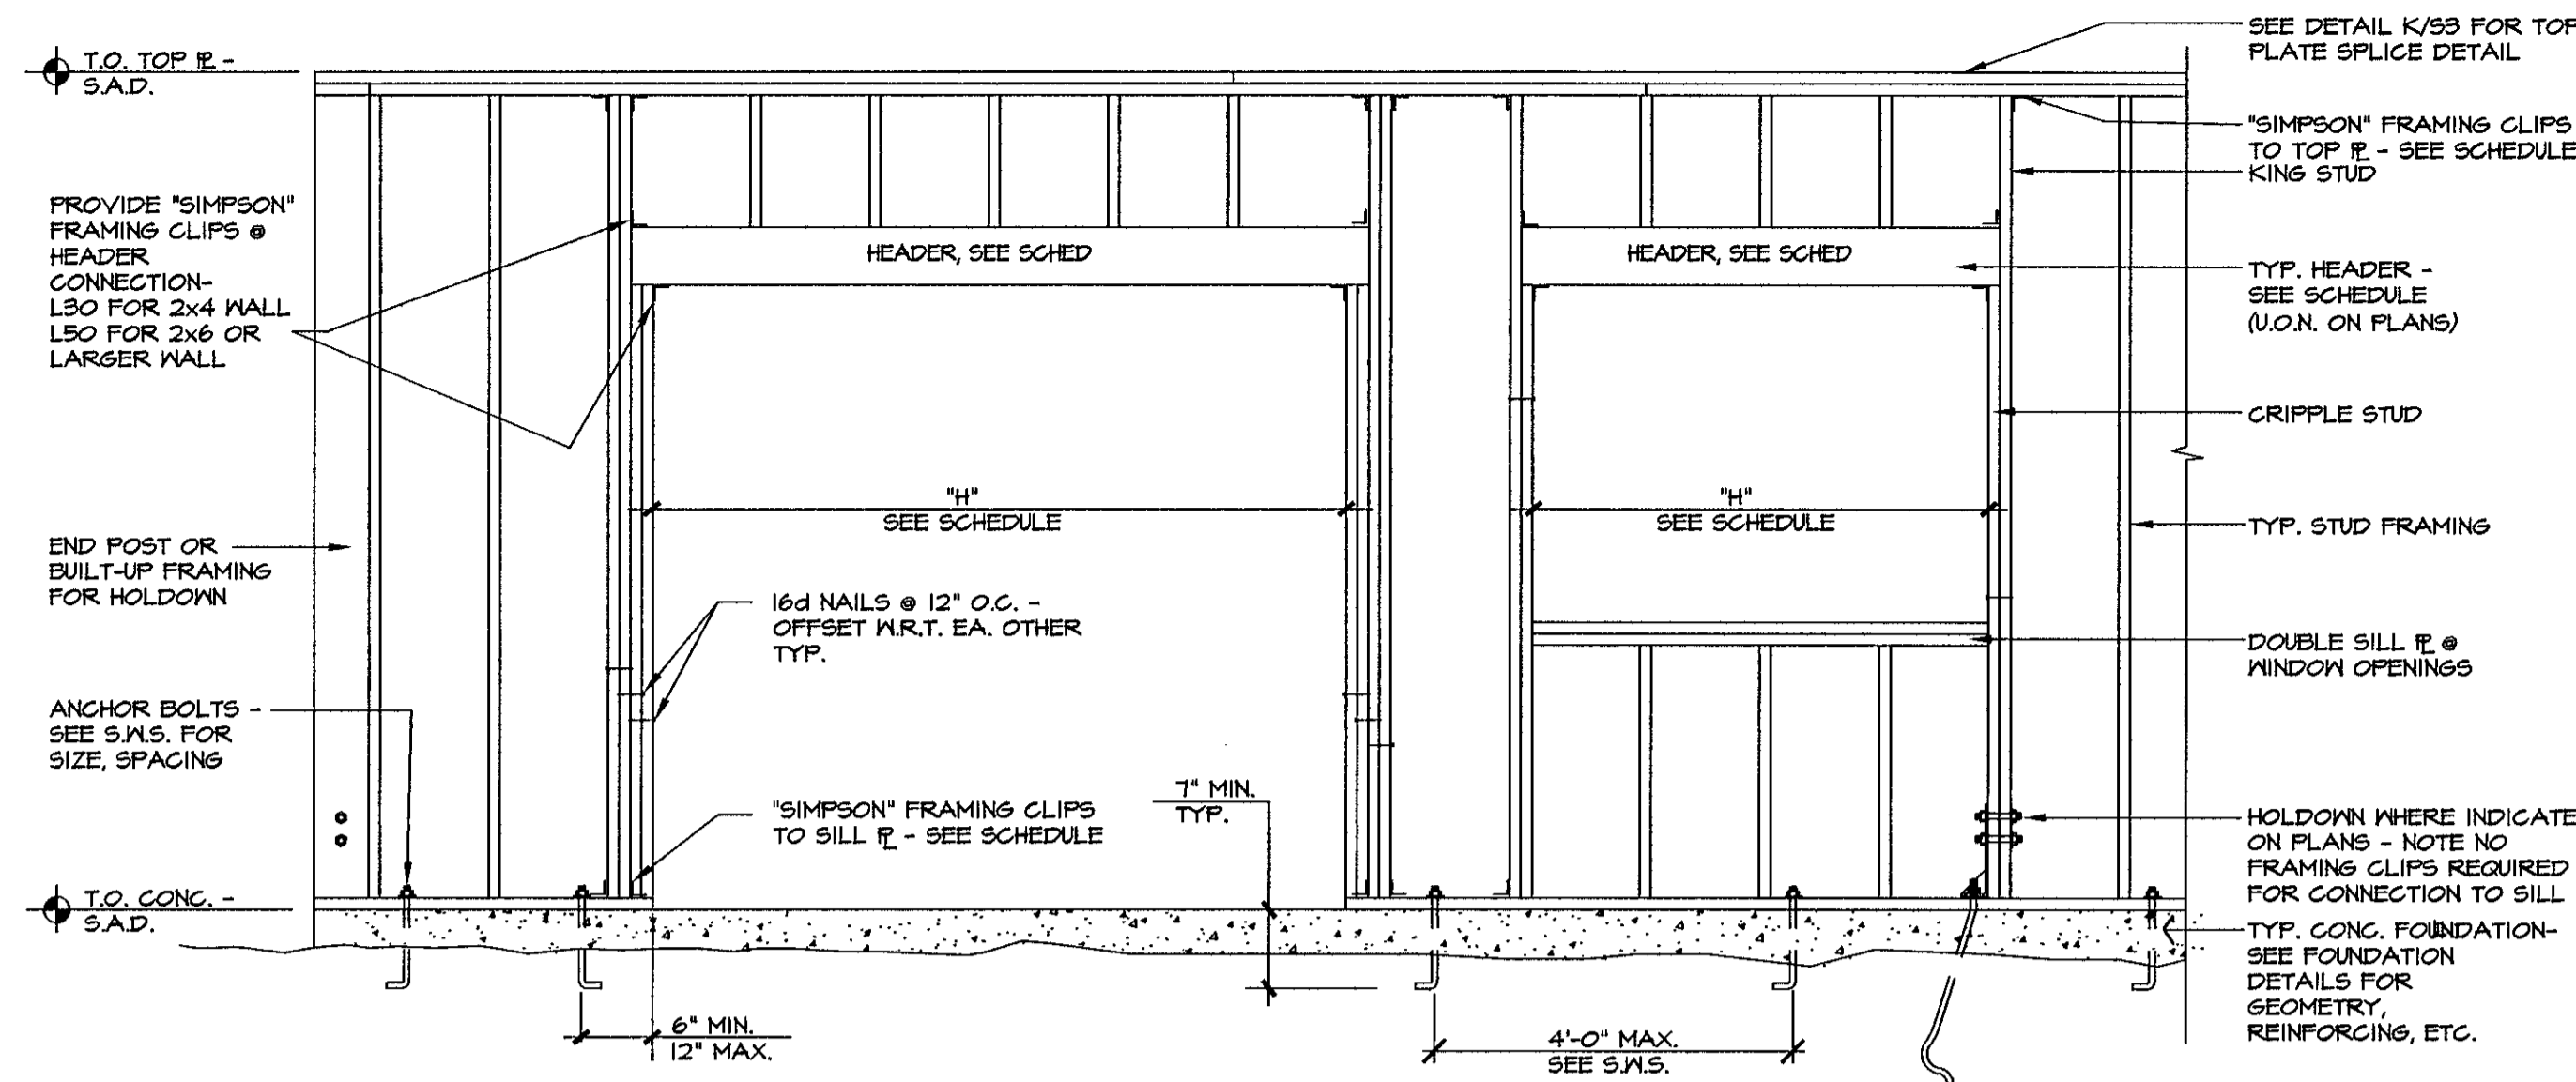 T.O. TOP ℄ -
S.A.D.
PROVIDE "SIMPSON"
FRAMING CLIPS @
HEADER
CONNECTION-
L30 FOR 2x4 WALL
L50 FOR 2x6 OR
LARGER WALL
END POST OR
BUILT-UP FRAMING
FOR HOLDOWN
ANCHOR BOLTS -
SEE S.W.S. FOR
SIZE, SPACING
T.O. CONC. -
S.A.D.
HEADER, SEE SCHED
HEADER, SEE SCHED
"H"
SEE SCHEDULE
"H"
SEE SCHEDULE
16d NAILS @ 12" O.C. -
OFFSET W.R.T. EA. OTHER
TYP.
"SIMPSON" FRAMING CLIPS
TO SILL ℄ - SEE SCHEDULE
7" MIN.
TYP.
6" MIN.
12" MAX.
4'-0" MAX.
SEE S.W.S.
SEE DETAIL K/S3 FOR TOP
PLATE SPLICE DETAIL
"SIMPSON" FRAMING CLIPS
TO TOP ℄ - SEE SCHEDULE
KING STUD
TYP. HEADER -
SEE SCHEDULE
(U.O.N. ON PLANS)
CRIPPLE STUD
TYP. STUD FRAMING
DOUBLE SILL ℄ @
WINDOW OPENINGS
HOLDOWN WHERE INDICATE
ON PLANS - NOTE NO
FRAMING CLIPS REQUIRED
FOR CONNECTION TO SILL
TYP. CONC. FOUNDATION-
SEE FOUNDATION
DETAILS FOR
GEOMETRY,
REINFORCING, ETC.